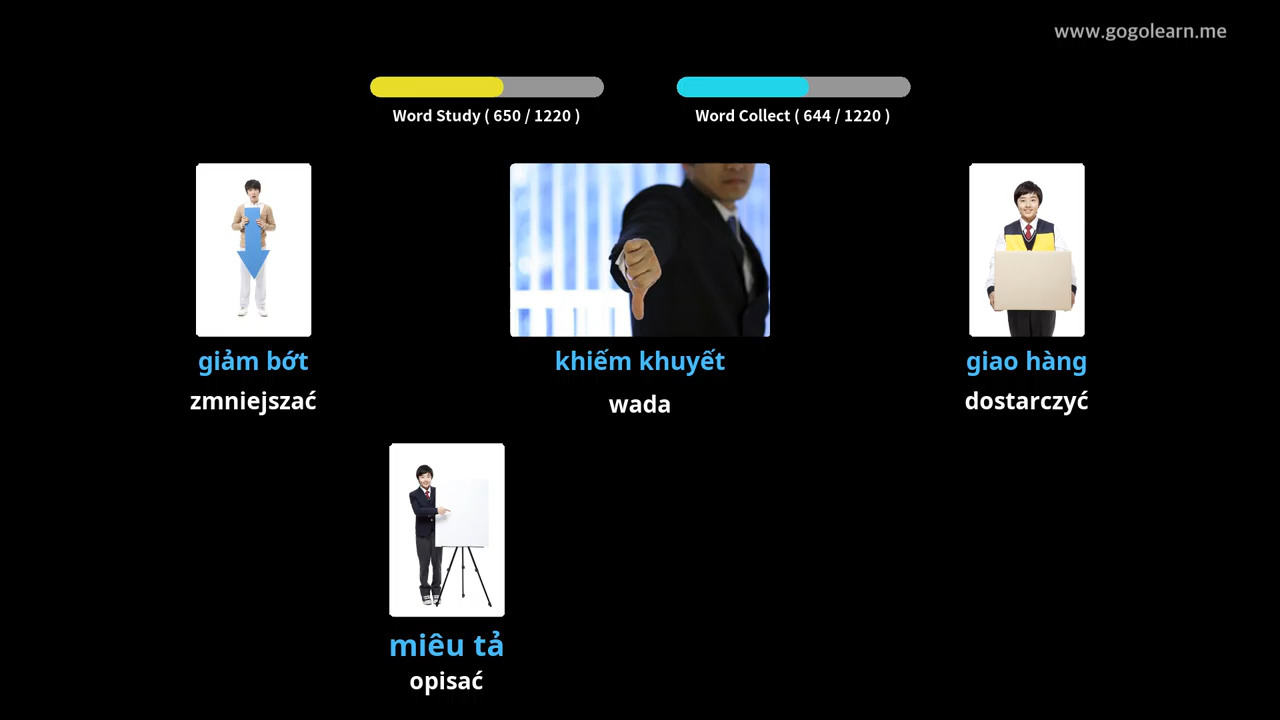 www.gogolearn.me
Word Study ( 650 / 1220 )
Word Collect ( 644 / 1220 )
giảm bớt
zmniejszać
khiếm khuyết
wada
giao hàng
dostarczyć
miêu tả
opisać